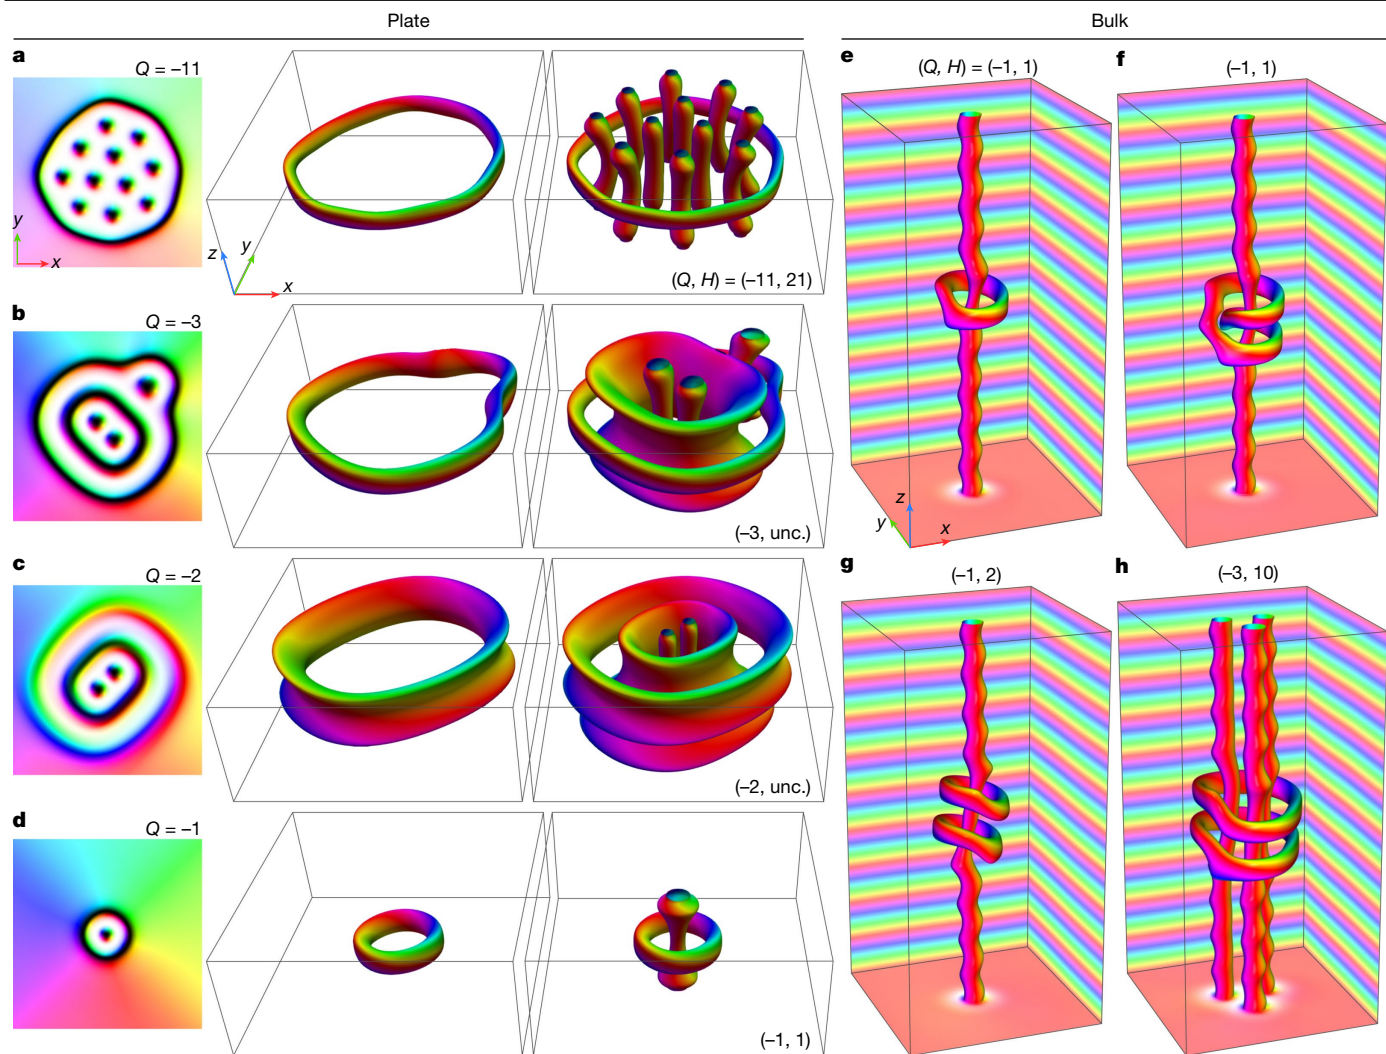 Plate
Bulk
a
Q = –11
y
x
z
y
x
(Q, H) = (–11, 21)
b
Q = –3
(–3, unc.)
c
Q = –2
(–2, unc.)
d
Q = –1
(–1, 1)
e
(Q, H) = (–1, 1)
z
y
x
f
(–1, 1)
g
(–1, 2)
h
(–3, 10)